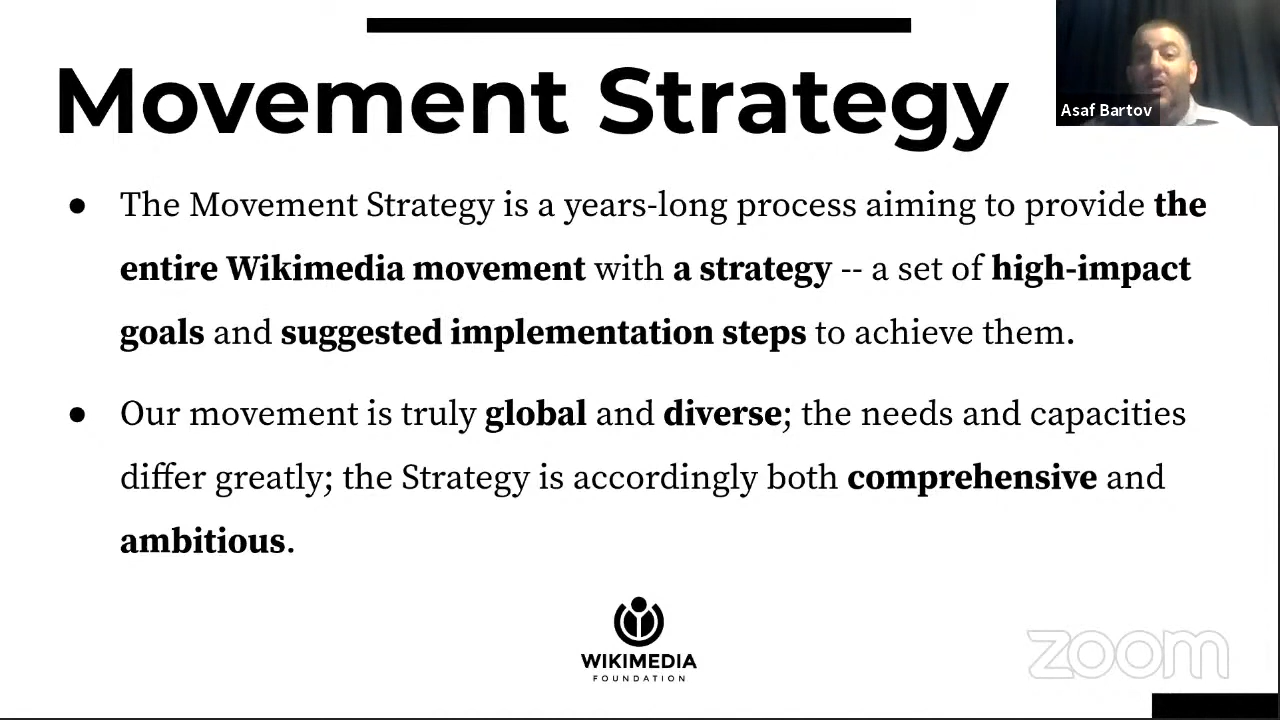 Movement Strategy
Asaf Bartov
● The Movement Strategy is a years-long process aiming to provide the
entire Wikimedia movement with a strategy -- a set of high-impact
goals and suggested implementation steps to achieve them.
● Our movement is truly global and diverse; the needs and capacities
differ greatly; the Strategy is accordingly both comprehensive and
ambitious.
WIKIMEDIA
FOUNDATION
zoom